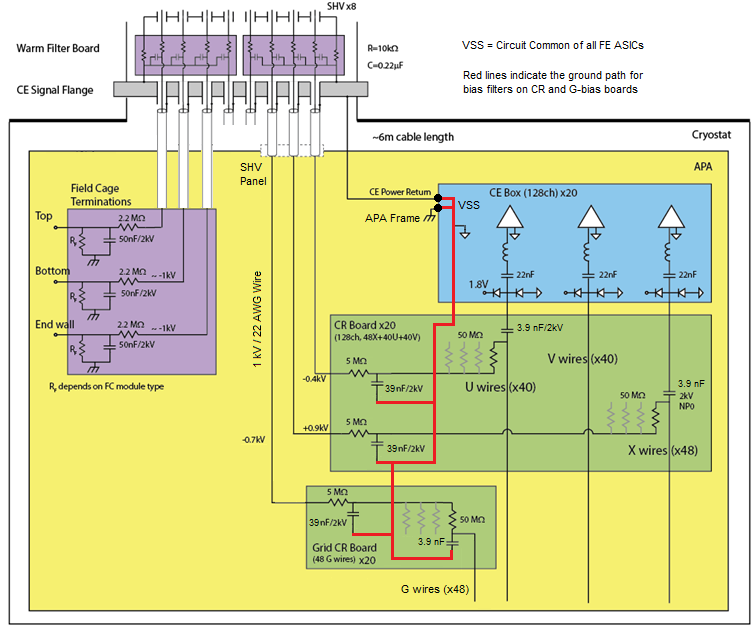 SHV x8
Warm Filter Board
R=10kΩ
C=0.22µF
VSS = Circuit Common of all FE ASICs
CE Signal Flange
Red lines indicate the ground path for
bias filters on CR and G-bias boards
~6m cable length
Cryostat
SHV
Panel
APA
Field Cage
Terminations
CE Power Return
CE Box (128ch) x20
VSS
APA Frame
Top
2.2 MΩ
50nF/2kV
RF
Bottom
2.2 MΩ
~ -1kV
50nF/2kV
RF
End wall
2.2 MΩ
~ -1kV
50nF/2kV
RF
RF depends on FC module type
1 kV / 22 AWG Wire
22nF
22nF
22nF
1.8V
CR Board x20
(128ch, 48X+40U+40V)
3.9 nF/2kV
50 MΩ
5 MΩ
-0.4kV
39nF/2kV
U wires (x40)
V wires (x40)
50 MΩ
3.9 nF
2kV
NP0
+0.9kV
5 MΩ
39nF/2kV
X wires (x48)
-0.7kV
5 MΩ
39nF/2kV
50 MΩ
3.9 nF
Grid CR Board
(48 G wires) x20
G wires (x48)